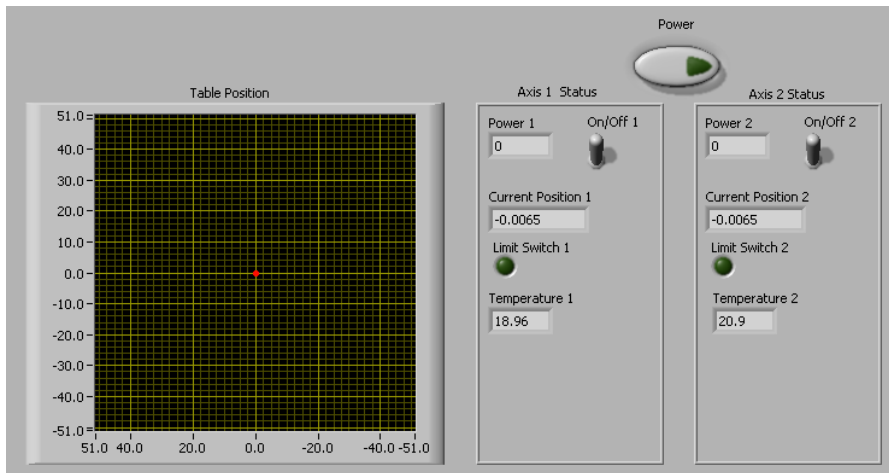 Power
Table Position
51.0
40.0
30.0
20.0
10.0
0.0
-10.0
-20.0
-30.0
-40.0
-51.0
51.0 40.0 20.0 0.0 -20.0 -40.0 -51.0
Axis 1 Status
Power 1 On/Off 1
0
Current Position 1
-0.0065
Limit Switch 1
Temperature 1
18.96
Axis 2 Status
Power 2 On/Off 2
0
Current Position 2
-0.0065
Limit Switch 2
Temperature 2
20.9